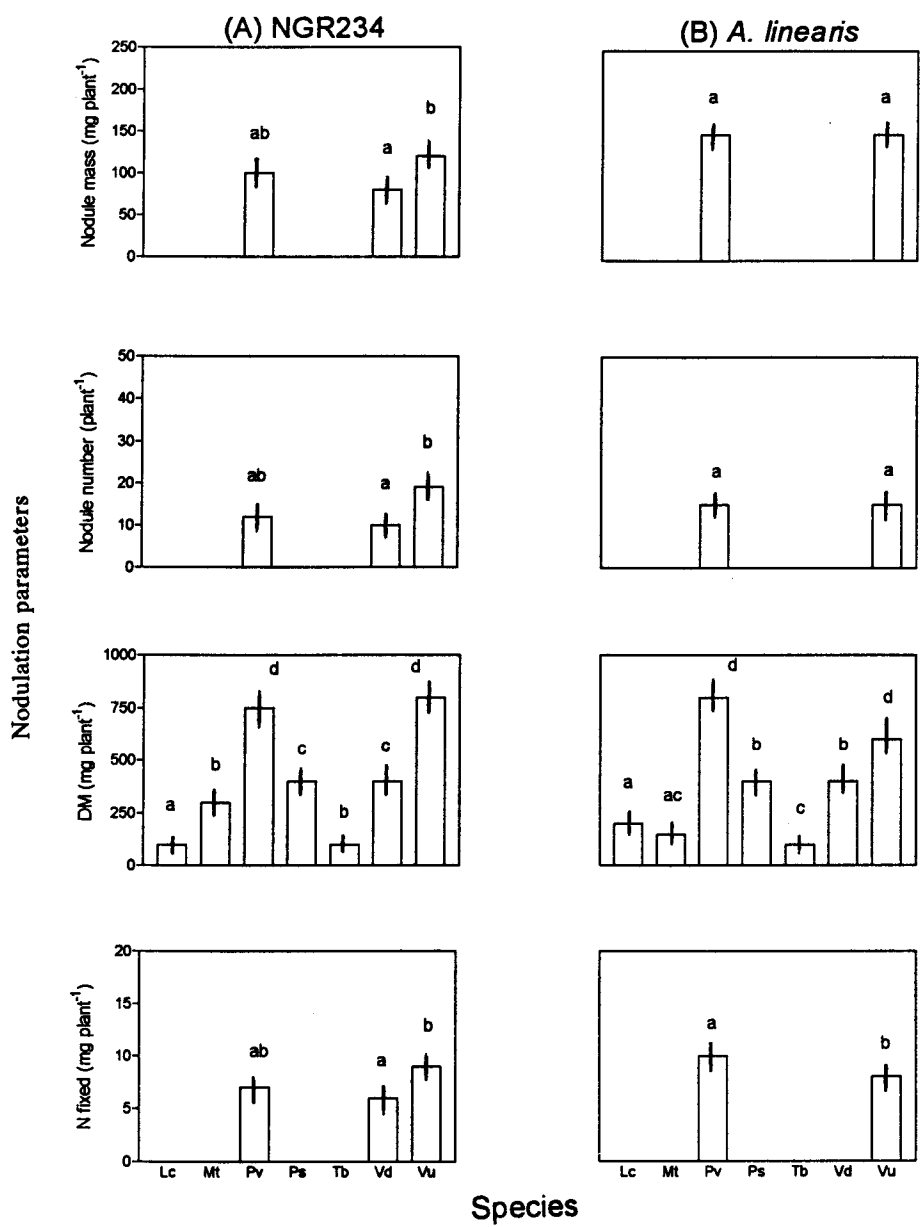 (A) NGR234
(B) A. linearis
Nodulation parameters
Nodule mass (mg plant⁻¹)
250
200
150
100
50
0
ab
a
b
a
a
Nodule number (plant⁻¹)
50
40
30
20
10
0
ab
a
b
a
a
DM (mg plant⁻¹)
1000
750
500
250
0
a
b
d
c
b
c
d
a
ac
d
b
c
b
d
N fixed (mg plant⁻¹)
20
15
10
5
0
ab
a
b
a
b
Lc Mt Pv Ps Tb Vd Vu
Lc Mt Pv Ps Tb Vd Vu
Species